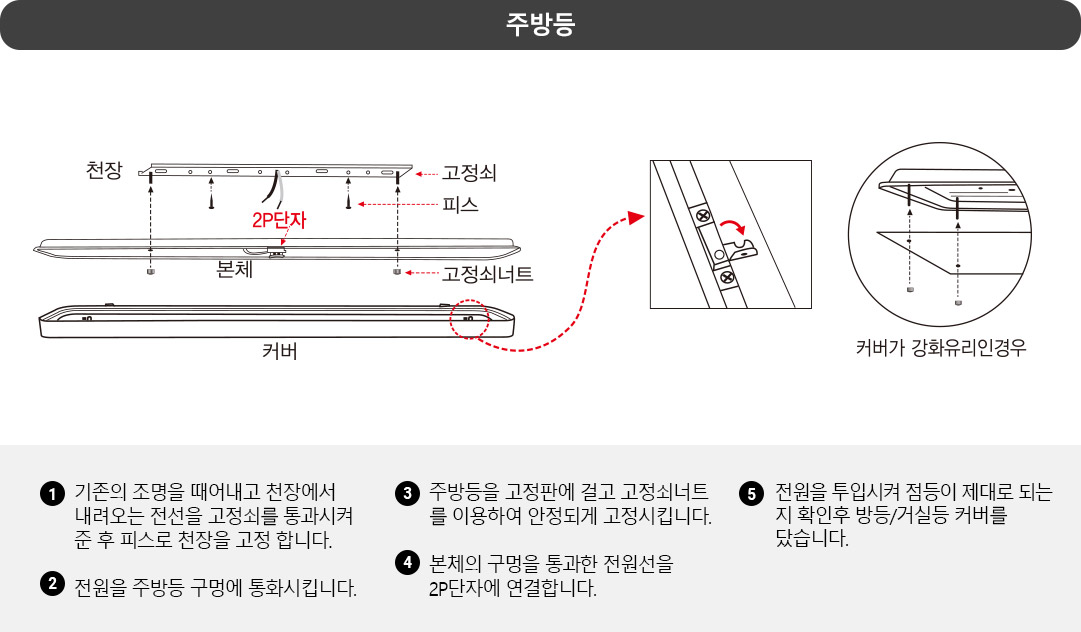 주방등
천장
고정쇠
피스
2P단자
본체
고정쇠너트
커버
커버가 강화유리인경우
1 기존의 조명을 때어내고 천장에서
내려오는 전선을 고정쇠를 통과시켜
준 후 피스로 천장을 고정 합니다.
2 전원을 주방등 구멍에 통화시킵니다.
3 주방등을 고정판에 걸고 고정쇠너트
를 이용하여 안정되게 고정시킵니다.
4 본체의 구멍을 통과한 전원선을
2P단자에 연결합니다.
5 전원을 투입시켜 점등이 제대로 되는
지 확인후 방등/거실등 커버를
닸습니다.